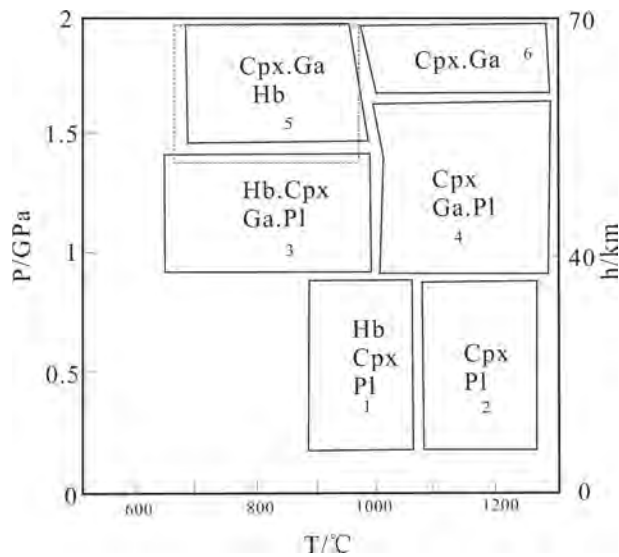 2
70
Cpx.Ga
Hb
5
Cpx.Ga 6
1.5
Hb.Cpx
Ga.Pl
3
Cpx
Ga.Pl
4
P/GPa
1
40
h/km
Hb
Cpx
Pl
1
Cpx
Pl
2
0.5
0
0
600
800
1000
1200
T/℃